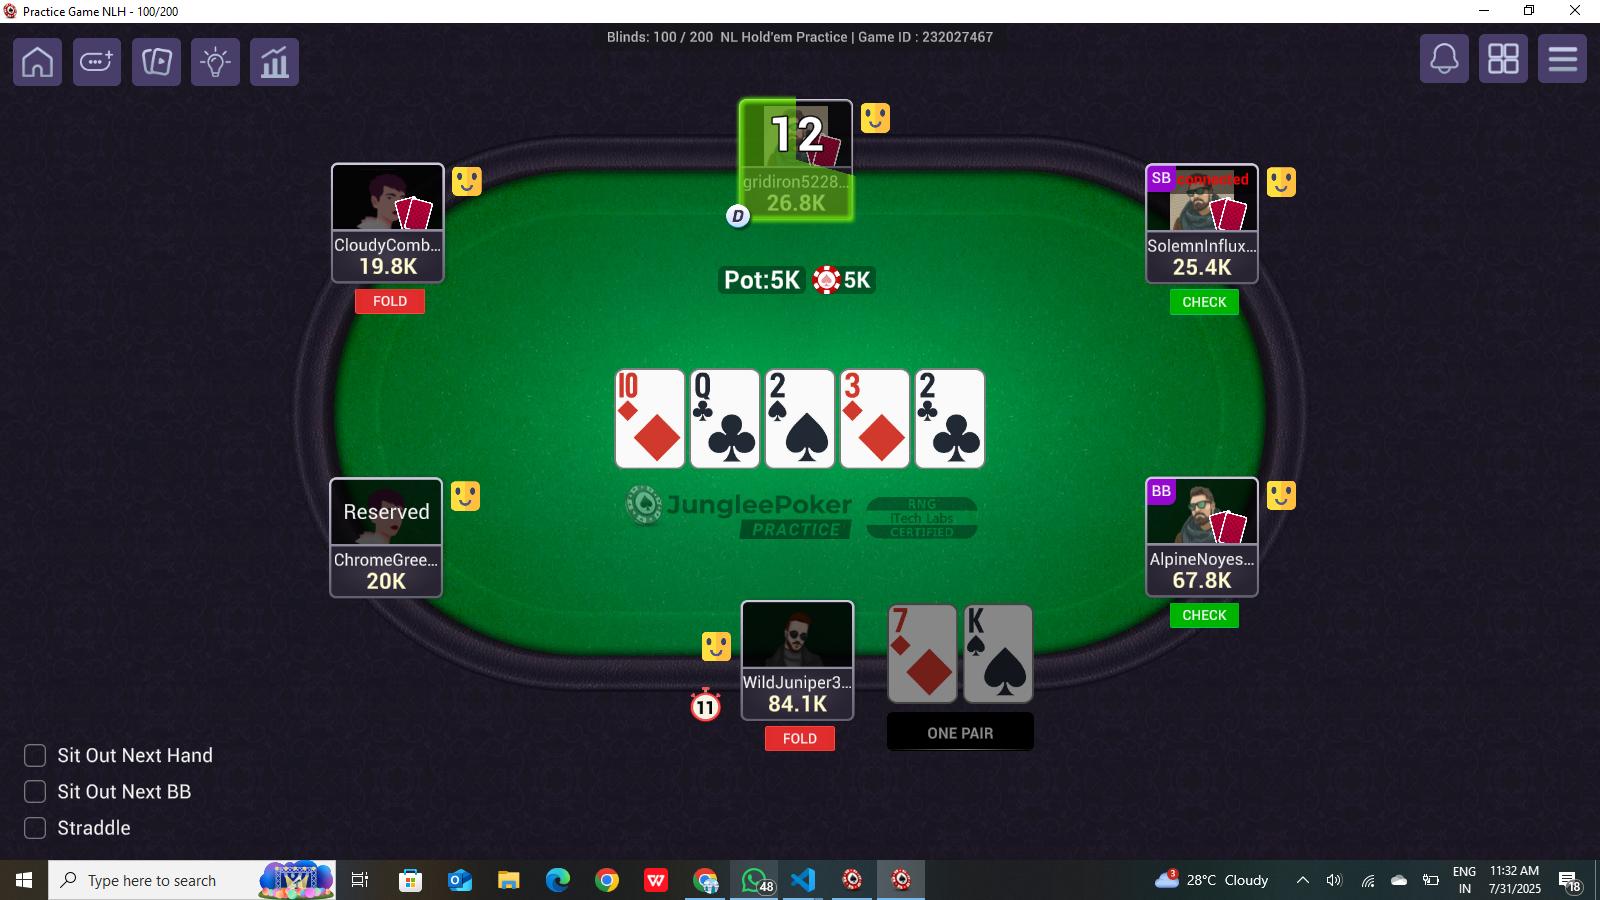 Practice Game NLH - 100/200
Blinds: 100 / 200 NL Hold'em Practice | Game ID : 232027467
12
gridiron5228...
26.8K
D
CloudyComb...
19.8K
FOLD
SB
connected
SolemnInflux...
25.4K
CHECK
Pot:5K
5K
10
Q
2
3
2
JungleePoker
PRACTICE
RNG
iTech Labs
CERTIFIED
Reserved
ChromeGree...
20K
BB
AlpineNoyes...
67.8K
CHECK
WildJuniper3...
84.1K
FOLD
11
7
K
ONE PAIR
Sit Out Next Hand
Sit Out Next BB
Straddle
Type here to search
48
3
28°C Cloudy
ENG
IN
11:32 AM
7/31/2025
18